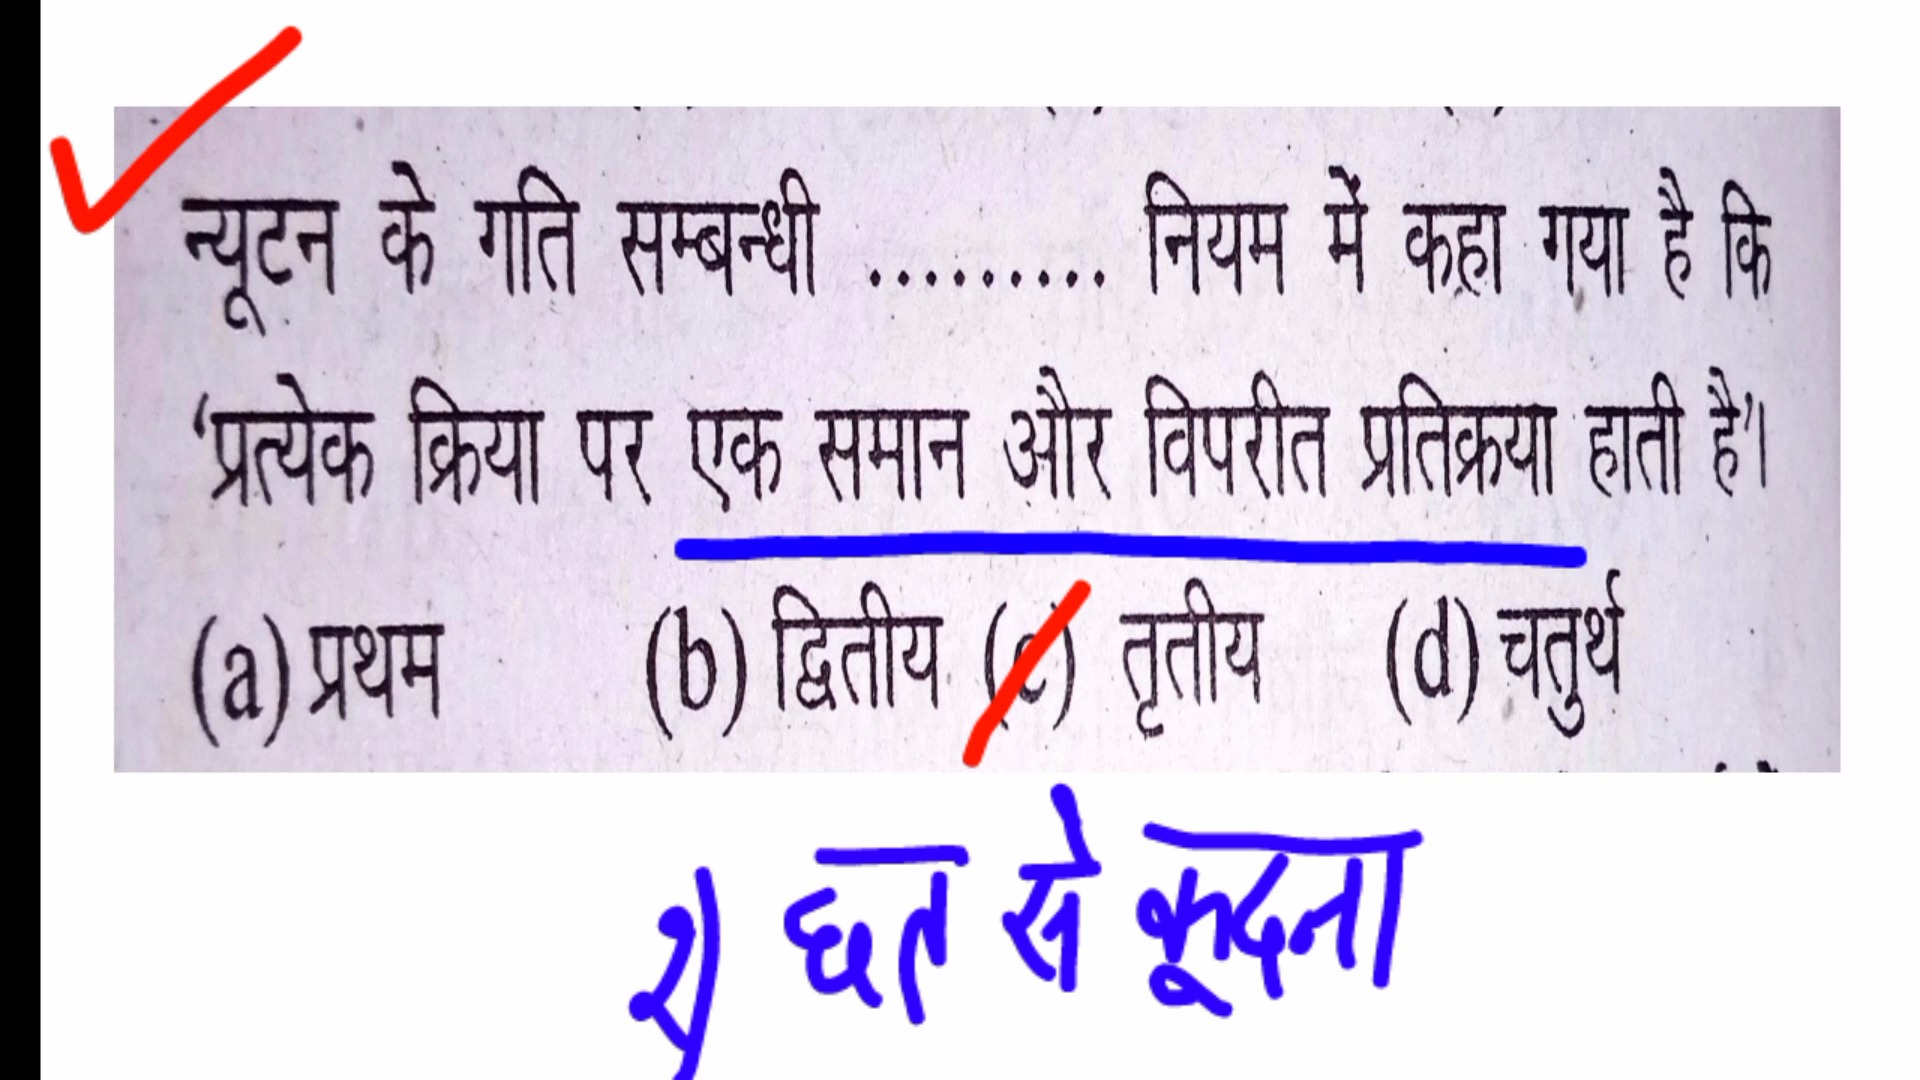 न्यूटन के गति सम्बन्धी .......... नियम में कहा गया है कि
‘प्रत्येक क्रिया पर एक समान और विपरीत प्रतिक्रया हाती है’।
(a) प्रथम (b) द्वितीय (c) तृतीय (d) चतुर्थ
२) छत से कूदना